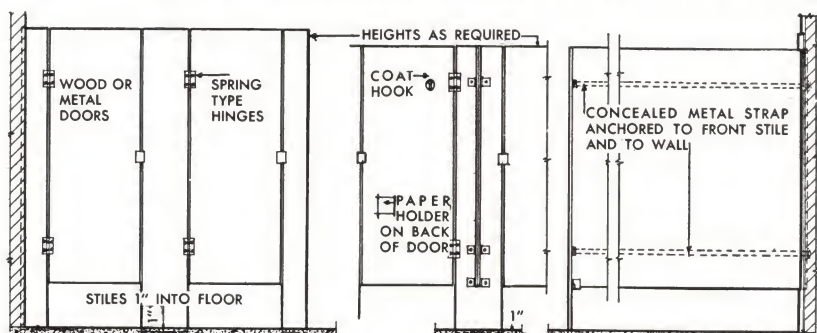 HEIGHTS AS REQUIRED
WOOD OR
METAL
DOORS
SPRING
TYPE
HINGES
COAT
HOOK
CONCEALED METAL STRAP
ANCHORED TO FRONT STILE
AND TO WALL
PAPER
HOLDER
ON BACK
OF DOOR
STILES 1" INTO FLOOR
1"
1"